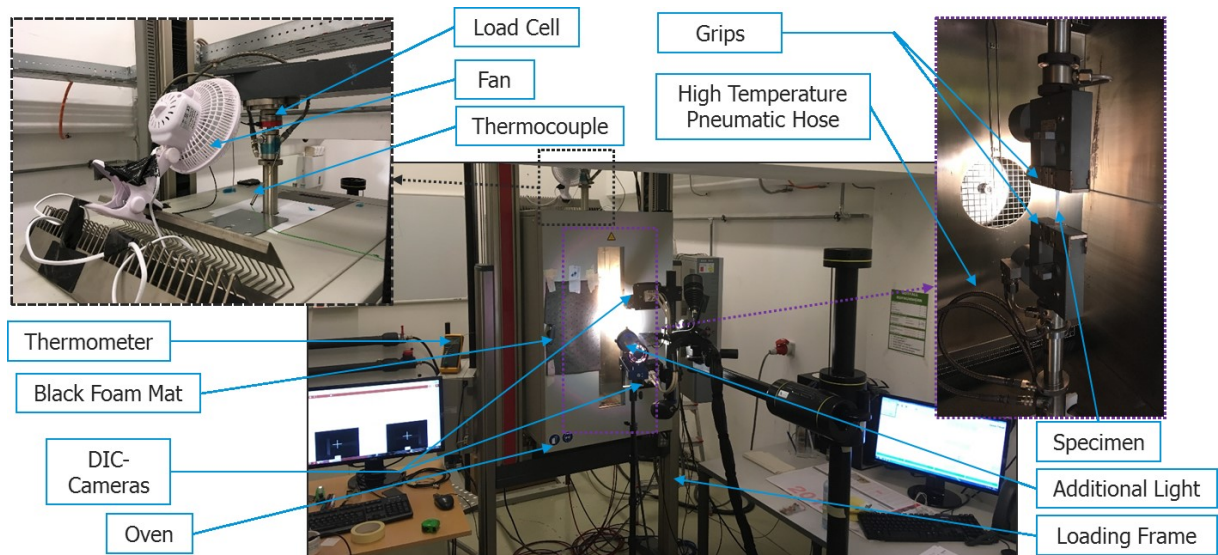 Load Cell
Fan
Thermocouple
Grips
High Temperature
Pneumatic Hose
Thermometer
Black Foam Mat
DIC-
Cameras
Oven
Specimen
Additional Light
Loading Frame